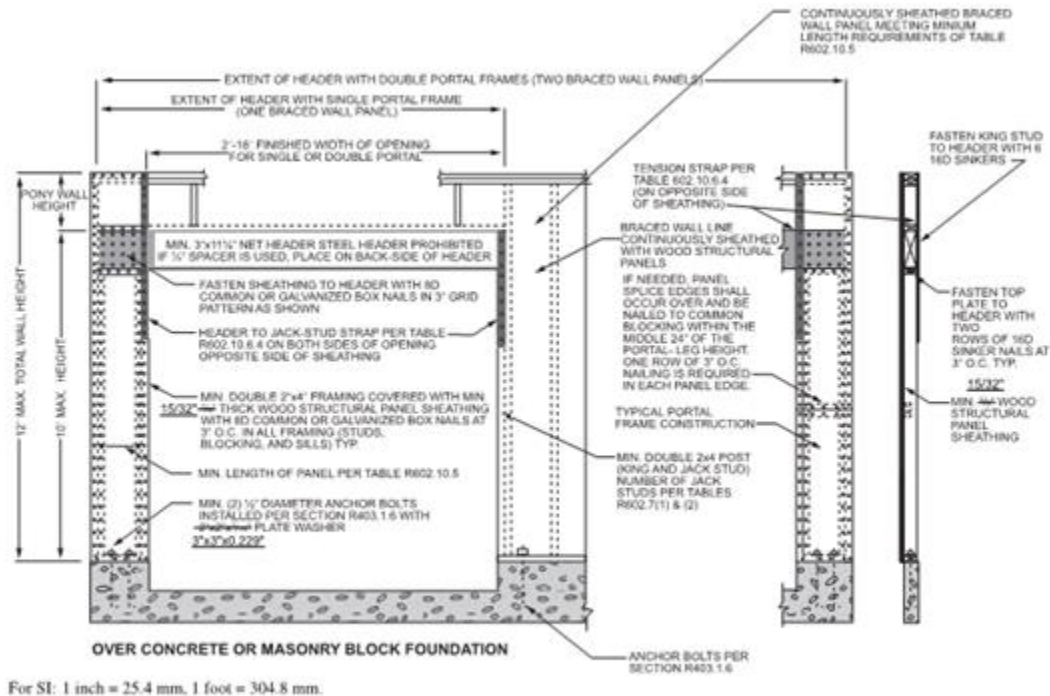 CONTINUOUSLY SHEATHED BRACED
WALL PANEL MEETING MINIUM
LENGTH REQUIREMENTS OF TABLE
R602.10.5
EXTENT OF HEADER WITH DOUBLE PORTAL FRAMES (TWO BRACED WALL PANELS)
EXTENT OF HEADER WITH SINGLE PORTAL FRAME
(ONE BRACED WALL PANEL)
2'-18' FINISHED WIDTH OF OPENING
FOR SINGLE OR DOUBLE PORTAL
FASTEN KING STUD
TO HEADER WITH 6
16D SINKERS
TENSION STRAP PER
TABLE 602.10.6.4
(ON OPPOSITE SIDE
OF SHEATHING)
PONY WALL
HEIGHT
12' MAX. TOTAL WALL HEIGHT
10' MAX. HEIGHT
MIN. 3"x11¼" NET HEADER STEEL HEADER PROHIBITED
IF ½" SPACER IS USED, PLACE ON BACK-SIDE OF HEADER
BRACED WALL LINE
CONTINUOUSLY SHEATHED
WITH WOOD STRUCTURAL
PANELS
FASTEN SHEATHING TO HEADER WITH 8D
COMMON OR GALVANIZED BOX NAILS IN 3" GRID
PATTERN AS SHOWN
HEADER TO JACK-STUD STRAP PER TABLE
R602.10.6.4 ON BOTH SIDES OF OPENING
OPPOSITE SIDE OF SHEATHING
IF NEEDED, PANEL
SPLICE EDGES SHALL
OCCUR OVER AND BE
NAILED TO COMMON
BLOCKING WITHIN THE
MIDDLE 24" OF THE
PORTAL- LEG HEIGHT.
ONE ROW OF 3" O.C.
NAILING IS REQUIRED
IN EACH PANEL EDGE.
FASTEN TOP
PLATE TO
HEADER WITH
TWO
ROWS OF 16D
SINKER NAILS AT
3" O.C. TYP.
15/32"
MIN. WOOD
STRUCTURAL
PANEL
SHEATHING
MIN. DOUBLE 2"x4" FRAMING COVERED WITH MIN
15/32" THICK WOOD STRUCTURAL PANEL SHEATHING
WITH 8D COMMON OR GALVANIZED BOX NAILS AT
3" O.C. IN ALL FRAMING (STUDS,
BLOCKING, AND SILLS) TYP.
TYPICAL PORTAL
FRAME CONSTRUCTION
MIN. LENGTH OF PANEL PER TABLE R602.10.5
MIN. DOUBLE 2x4 POST
(KING AND JACK STUD)
NUMBER OF JACK
STUDS PER TABLES
R602.7(1) & (2)
MIN. (2) ½" DIAMETER ANCHOR BOLTS
INSTALLED PER SECTION R403.1.6 WITH
PLATE WASHER
3"x3"x0.229"
OVER CONCRETE OR MASONRY BLOCK FOUNDATION
ANCHOR BOLTS PER
SECTION R403.1.6
For SI: 1 inch = 25.4 mm, 1 foot = 304.8 mm.